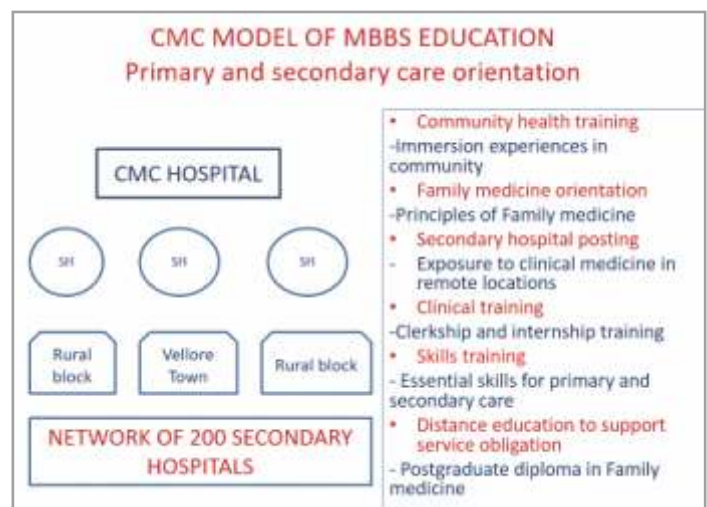 CMC MODEL OF MBBS EDUCATION
Primary and secondary care orientation
CMC HOSPITAL
SH
SH
SH
Rural
block
Vellore
Town
Rural block
NETWORK OF 200 SECONDARY
HOSPITALS
• Community health training
-Immersion experiences in
community
• Family medicine orientation
-Principles of Family medicine
• Secondary hospital posting
- Exposure to clinical medicine in
remote locations
• Clinical training
-Clerkship and internship training
• Skills training
- Essential skills for primary and
secondary care
• Distance education to support
service obligation
- Postgraduate diploma in Family
medicine